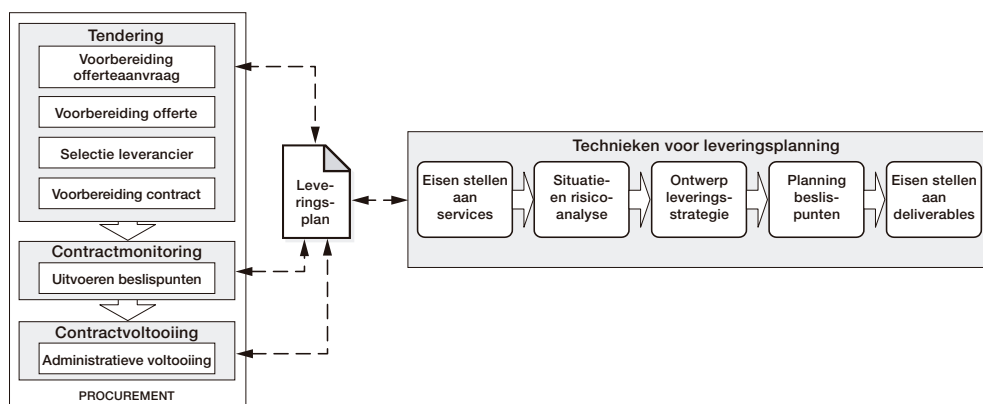 Tendering
Voorbereiding
offerteaanvraag
Voorbereiding offerte
Selectie leverancier
Voorbereiding contract
Contractmonitoring
Uitvoeren beslispunten
Contractvoltooiing
Administratieve voltooiing
PROCUREMENT
Leve-
rings-
plan
Technieken voor leveringsplanning
Eisen stellen
aan
services
Situatie-
en risico-
analyse
Ontwerp
leverings-
strategie
Planning
beslis-
punten
Eisen stellen
aan
deliverables